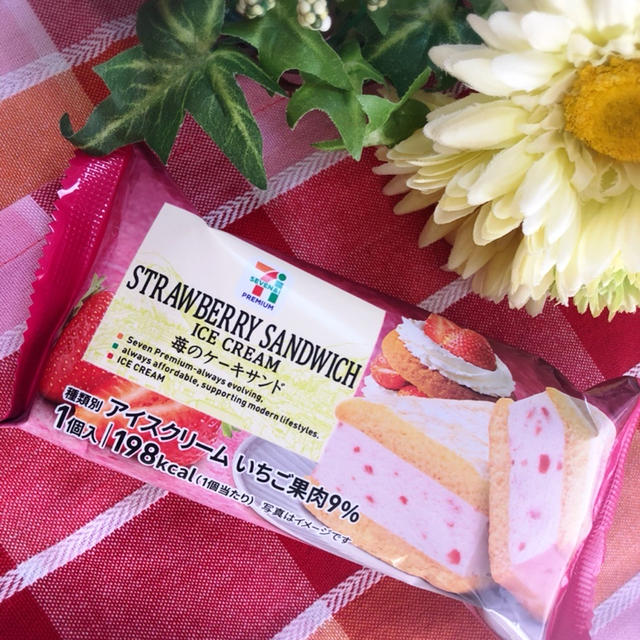 7i
SEVEN&i
PREMIUM
STRAWBERRY SANDWICH
ICE CREAM
苺のケーキサンド
Seven Premium-always evolving,
always affordable, supporting modern lifestyles.
ICE CREAM
種類別 アイスクリーム いちご果肉9%
1個入 198kcal(1個当たり) 写真はイメージです